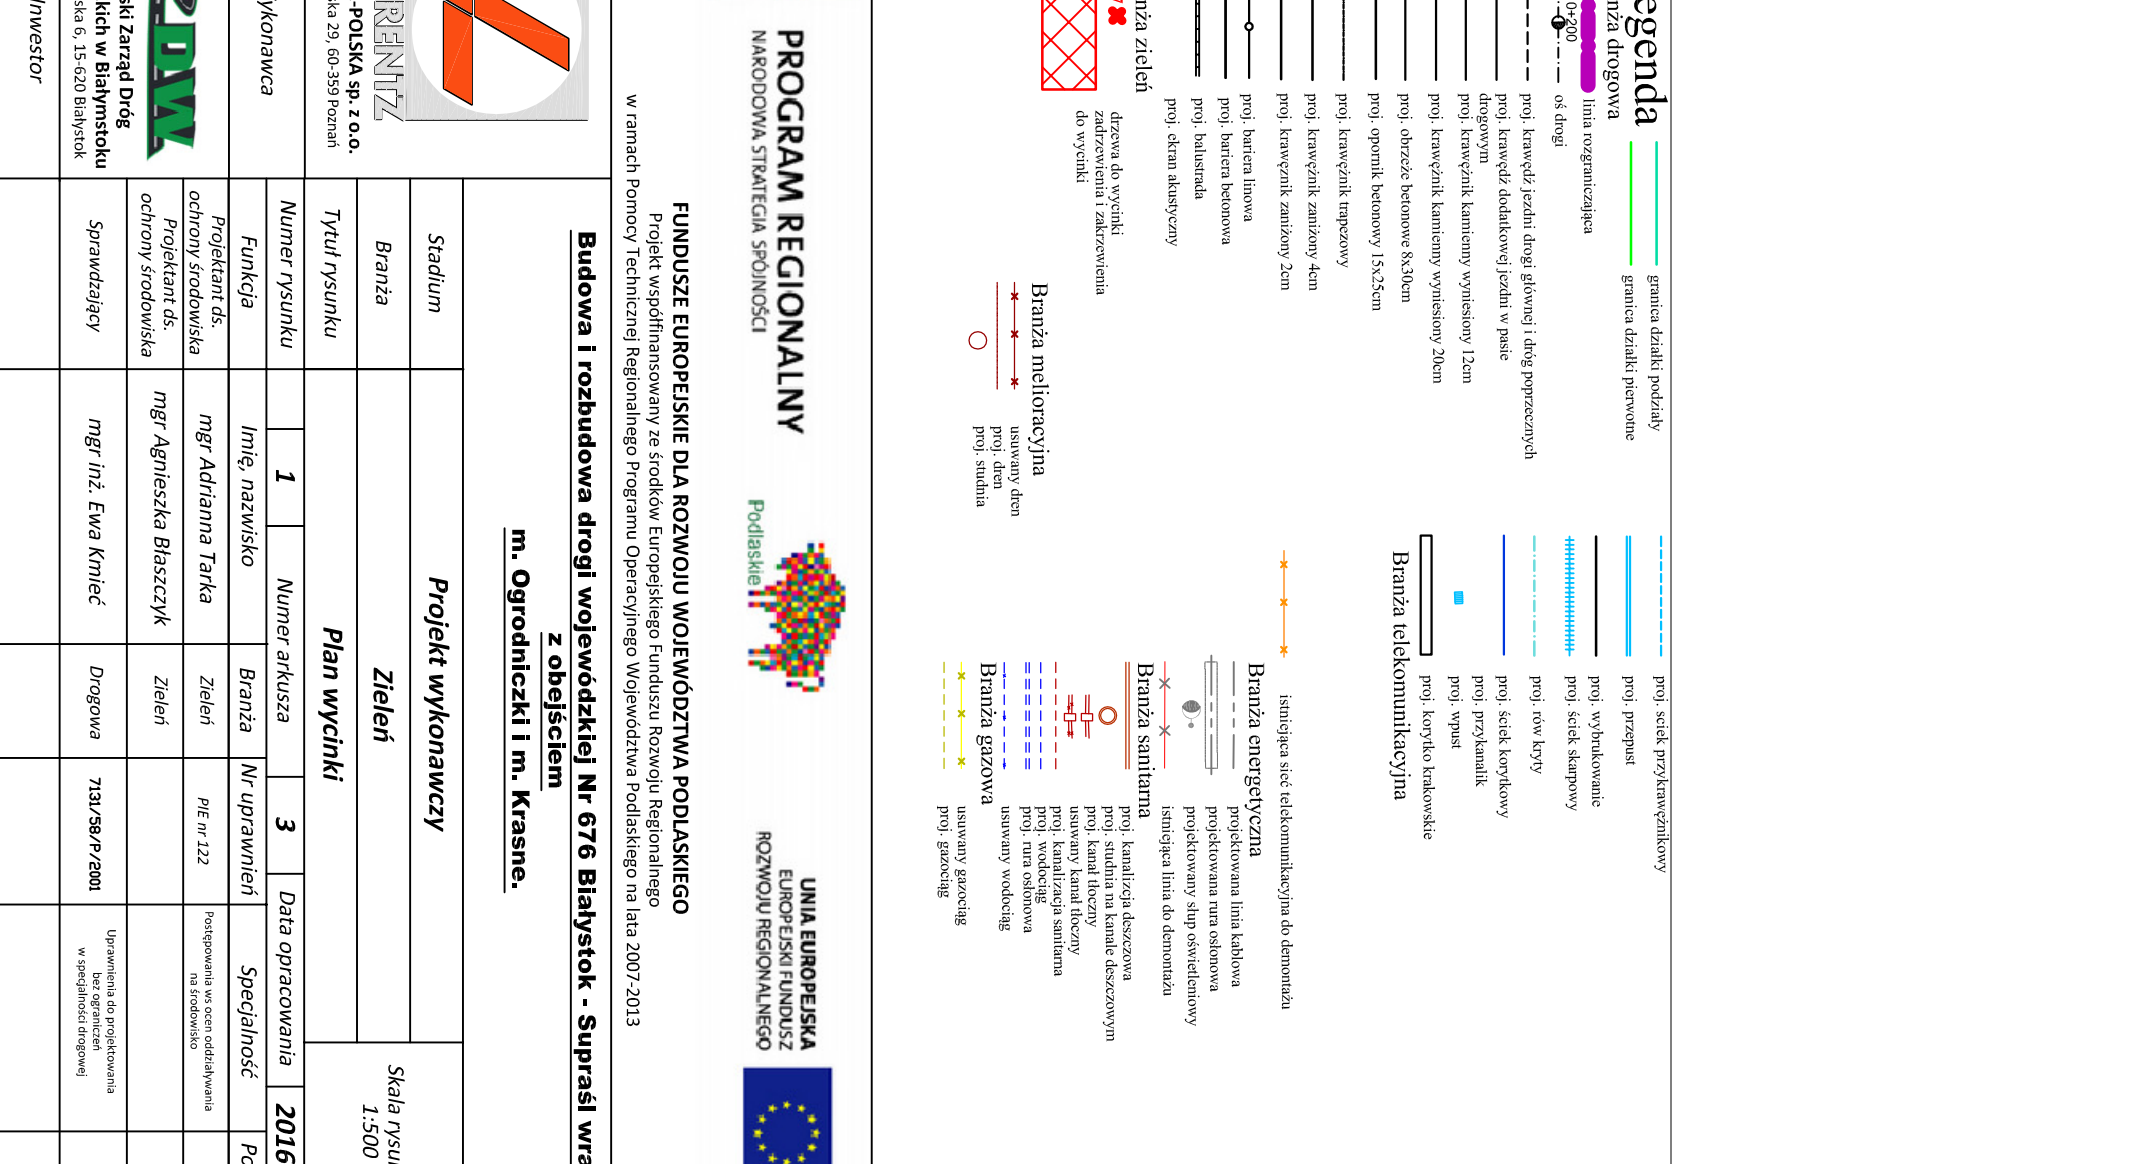 egenda
nża drogowa
granica działki podziały
granica działki pierwotne
linia rozgraniczająca
0+200
oś drogi
proj. krawędź jezdni drogi głównej i dróg poprzecznych
proj. krawędź dodatkowej jezdni w pasie
drogowym
proj. krawężnik kamienny wyniesiony 12cm
proj. krawężnik kamienny wyniesiony 20cm
proj. obrzeże betonowe 8x30cm
proj. opornik betonowy 15x25cm
proj. krawężnik trapezowy
proj. krawężnik zaniżony 4cm
proj. krawęznik zaniżony 2cm
proj. bariera linowa
proj. bariera betonowa
proj. balustrada
proj. ekran akustyczny
nża zieleń
drzewa do wycinki
zadrzewienia i zakrzewienia
do wycinki
Branża melioracyjna
usuwany dren
proj. dren
proj. studnia
proj. sciek przykrawężnikowy
proj. przepust
proj. wybrukowanie
proj. ściek skarpowy
proj. rów kryty
proj. ściek korytkowy
proj. przykanalik
proj. wpust
proj. korytko krakowskie
Branża telekomunikacyjna
istniejąca sieć telekomunikacyjna do demontażu
Branża energetyczna
projektowana linia kablowa
projektowana rura osłonowa
projektowany słup oświetleniowy
istniejąca linia do demontażu
Branża sanitarna
proj. kanalizcja deszczowa
proj. studnia na kanale deszczowym
proj. kanał tłoczny
usuwany kanał tłoczny
proj. kanalizacja sanitarna
proj. wodociąg
proj. rura osłonowa
usuwany wodociąg
Branża gazowa
usuwany gazociąg
proj. gazociąg
PROGRAM REGIONALNY
NARODOWA STRATEGIA SPÓJNOŚCI
Podlaskie
UNIA EUROPEJSKA
EUROPEJSKI FUNDUSZ
ROZWOJU REGIONALNEGO
FUNDUSZE EUROPEJSKIE DLA ROZWOJU WOJEWÓDZTWA PODLASKIEGO
Projekt współfinansowany ze środków Europejskiego Funduszu Rozwoju Regionalnego
w ramach Pomocy Technicznej Regionalnego Programu Operacyjnego Województwa Podlaskiego na lata 2007-2013
Budowa i rozbudowa drogi wojewódzkiej Nr 676 Białystok - Supraśl wra
z obejściem
m. Ogrodniczki i m. Krasne.
RENTZ
-POLSKA sp. z o.o.
ka 29, 60-359 Poznań
ykonawca
PDW
ski Zarząd Dróg
kich w Białymstoku
ska 6, 15-620 Białystok
Inwestor
Stadium
Projekt wykonawczy
Branża
Zieleń
Skala rysu
1:500
Tytuł rysunku
Plan wycinki
Numer rysunku
1
Numer arkusza
3
Data opracowania
2016
Funkcja
Imię, nazwisko
Branża
Nr uprawnień
Specjalność
Po
Projektant ds.
ochrony środowiska
mgr Adrianna Tarka
Zieleń
PIE nr 122
Postępowania ws ocen oddziaływania
na środowisko
Projektant ds.
ochrony środowiska
mgr Agnieszka Błaszczyk
Zieleń
Sprawdzający
mgr inż. Ewa Kmieć
Drogowa
7131/58/P/2001
Uprawnienia do projektowania
bez ograniczeń
w specjalności drogowej